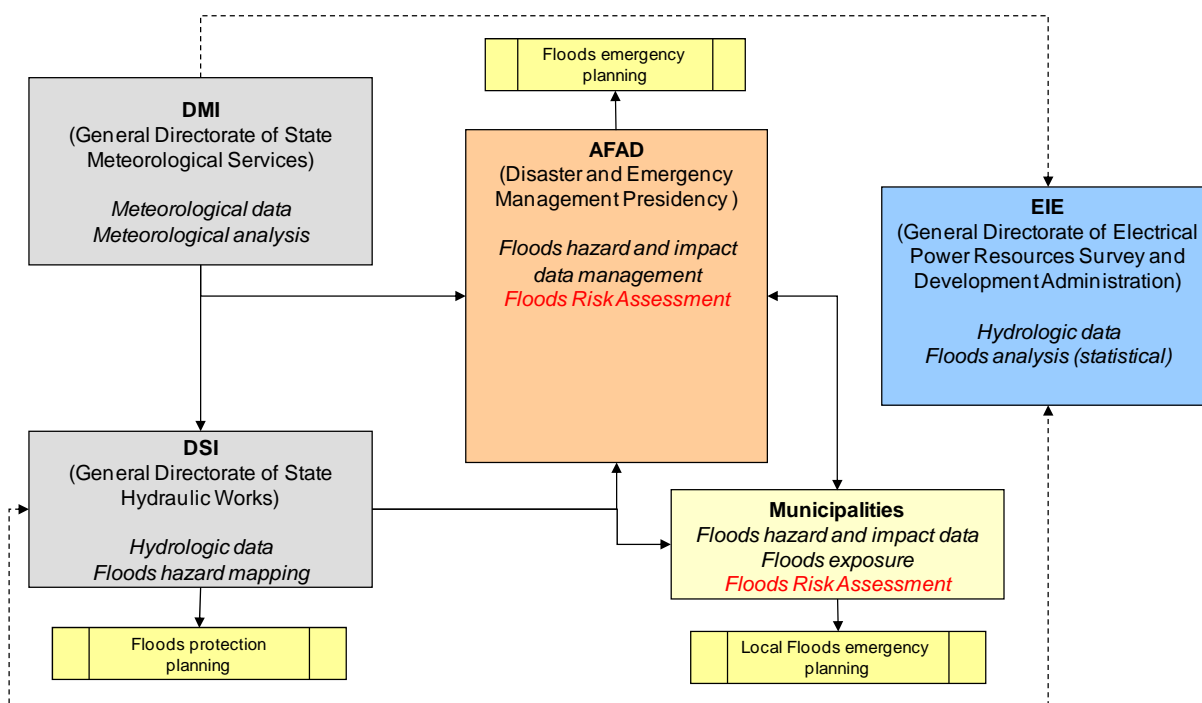 Floods emergency
planning
DMI
(General Directorate of State
Meteorological Services)
Meteorological data
Meteorological analysis
AFAD
(Disaster and Emergency
Management Presidency )
Floods hazard and impact
data management
Floods Risk Assessment
EIE
(General Directorate of Electrical
Power Resources Survey and
Development Administration)
Hydrologic data
Floods analysis (statistical)
DSI
(General Directorate of State
Hydraulic Works)
Hydrologic data
Floods hazard mapping
Municipalities
Floods hazard and impact data
Floods exposure
Floods Risk Assessment
Floods protection
planning
Local Floods emergency
planning